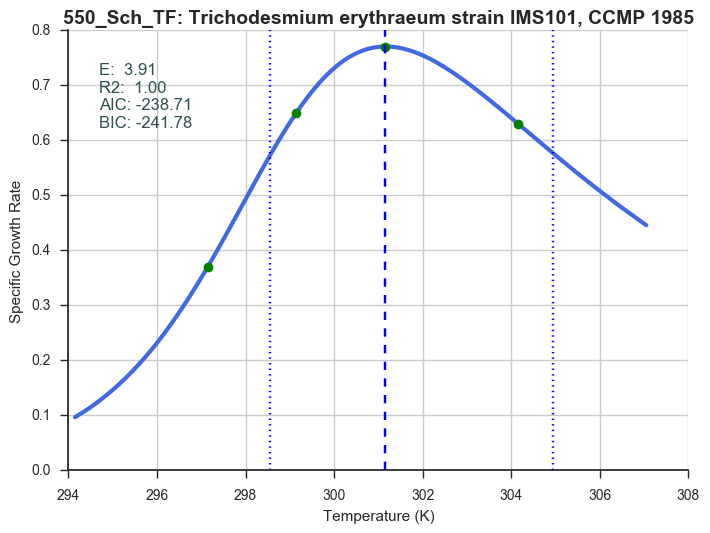 550_Sch_TF: Trichodesmium erythraeum strain IMS101, CCMP 1985
0.8
0.7
0.6
0.5
0.4
0.3
0.2
0.1
0.0
E:  3.91
R2:  1.00
AIC: -238.71
BIC: -241.78
Specific Growth Rate
294
296
298
300
302
304
306
308
Temperature (K)